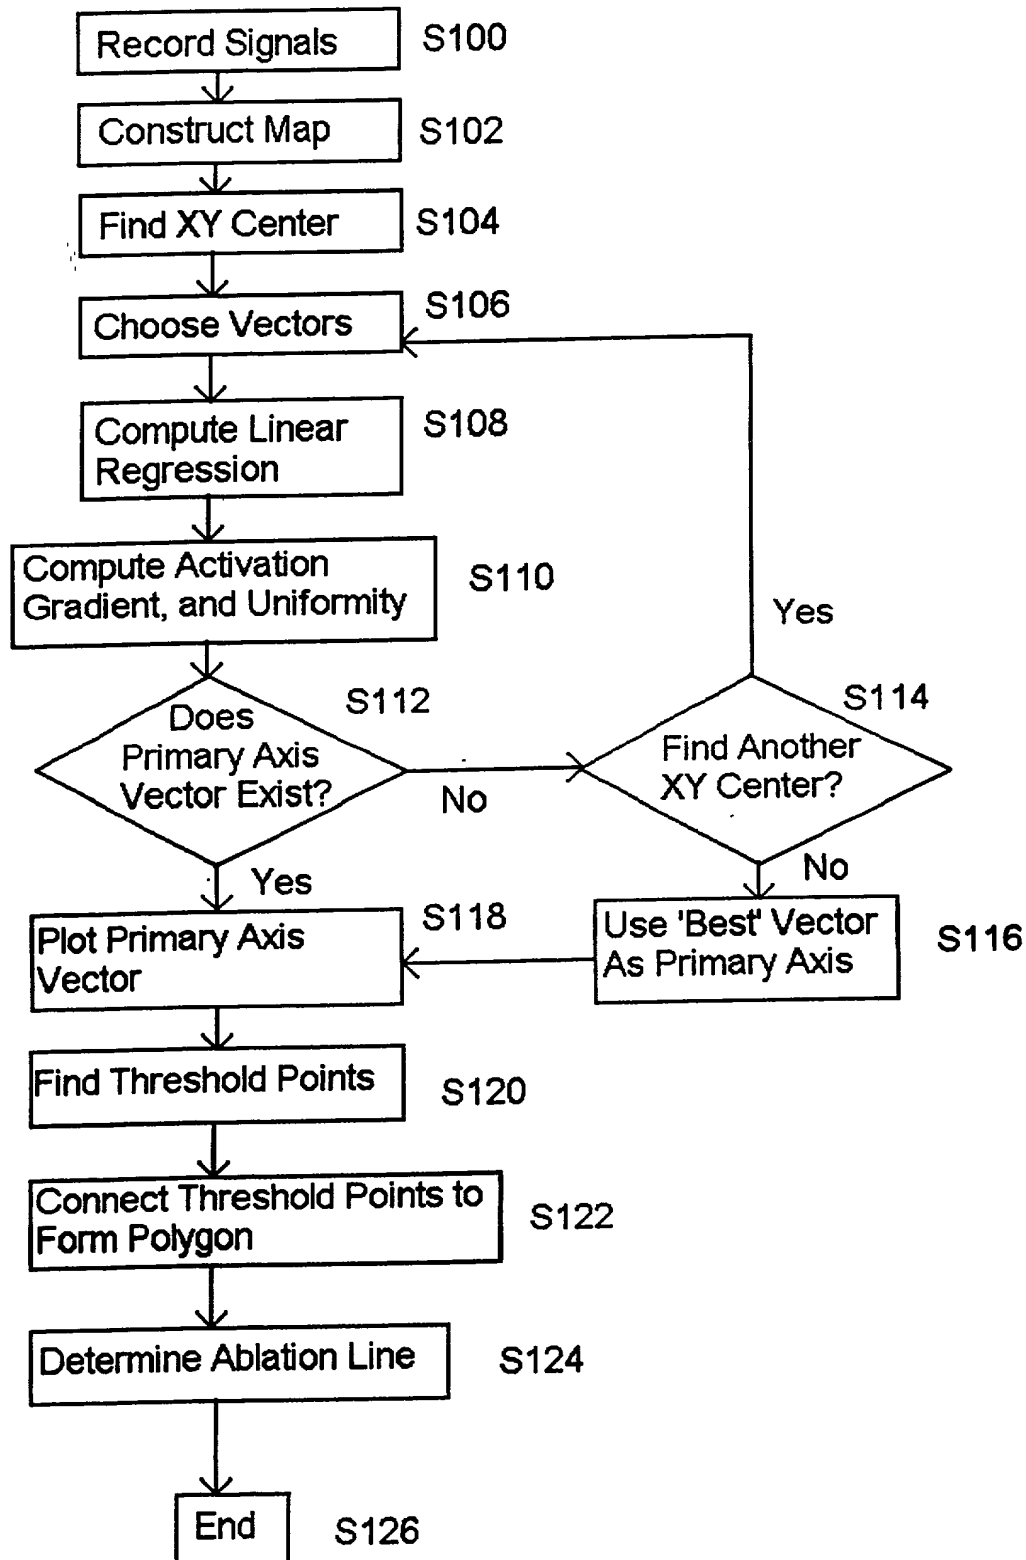 Record Signals
S100
Construct Map
S102
Find XY Center
S104
Choose Vectors
S106
Compute Linear
Regression
S108
Compute Activation
Gradient, and Uniformity
S110
Does
Primary Axis
Vector Exist?
S112
No
Yes
Find Another
XY Center?
S114
Yes
No
Use 'Best' Vector
As Primary Axis
S116
Plot Primary Axis
Vector
S118
Find Threshold Points
S120
Connect Threshold Points to
Form Polygon
S122
Determine Ablation Line
S124
End
S126